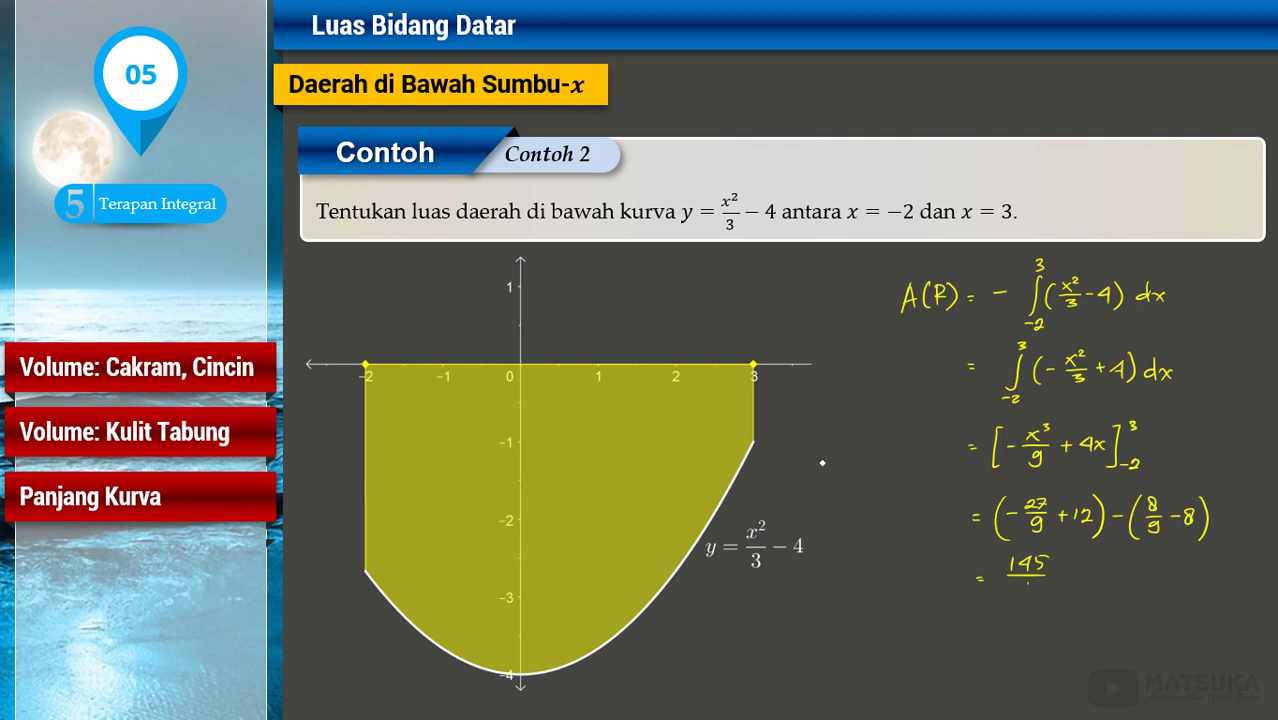 Luas Bidang Datar
05
Daerah di Bawah Sumbu-x
Contoh
Contoh 2
5 Terapan Integral
Tentukan luas daerah di bawah kurva y = x²/3 − 4 antara x = −2 dan x = 3.
Volume: Cakram, Cincin
Volume: Kulit Tabung
Panjang Kurva
1
−2 −1 0 1 2 3
−1
−2
−3
−4
y = x²/3 − 4
A(R) = − ∫₋₂³ (x²/3 − 4) dx
= ∫₋₂³ (− x²/3 + 4) dx
= [− x³/9 + 4x]₋₂³
= (− 27/9 + 12) − (8/9 − 8)
= 145
MATSUKA